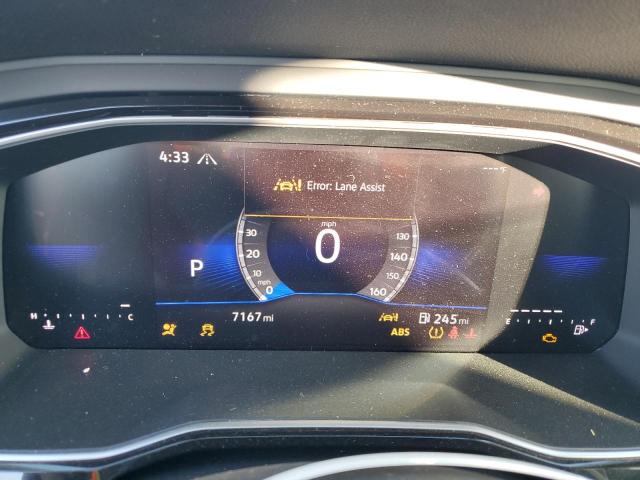 4:33
Error: Lane Assist
---°F
mph
0
30
20
10
mph
0
130
140
150
160
P
H
C
7167 mi
245 mi
ABS
E
F